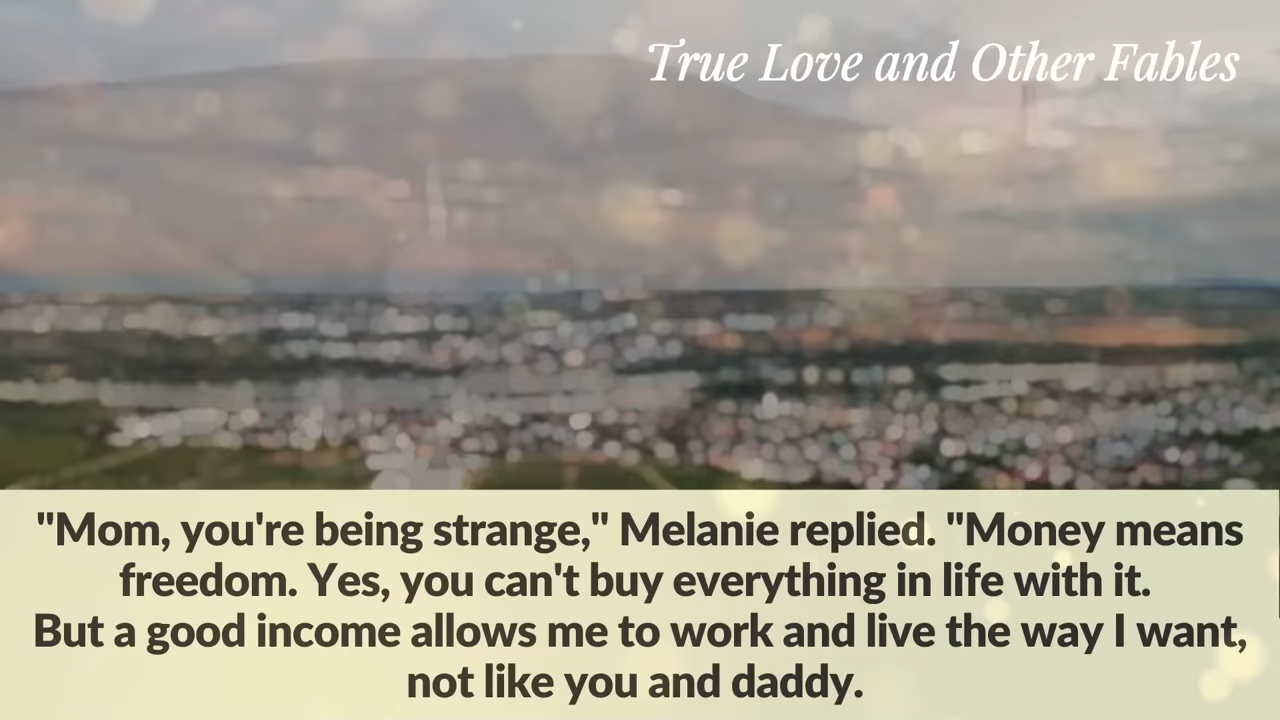 True Love and Other Fables
"Mom, you're being strange," Melanie replied. "Money means
freedom. Yes, you can't buy everything in life with it.
But a good income allows me to work and live the way I want,
not like you and daddy.